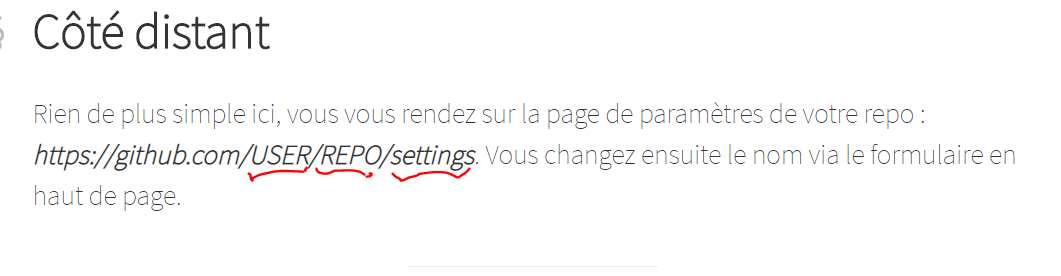 Côté distant
Rien de plus simple ici, vous vous rendez sur la page de paramètres de votre repo :
https://github.com/USER/REPO/settings. Vous changez ensuite le nom via le formulaire en
haut de page.